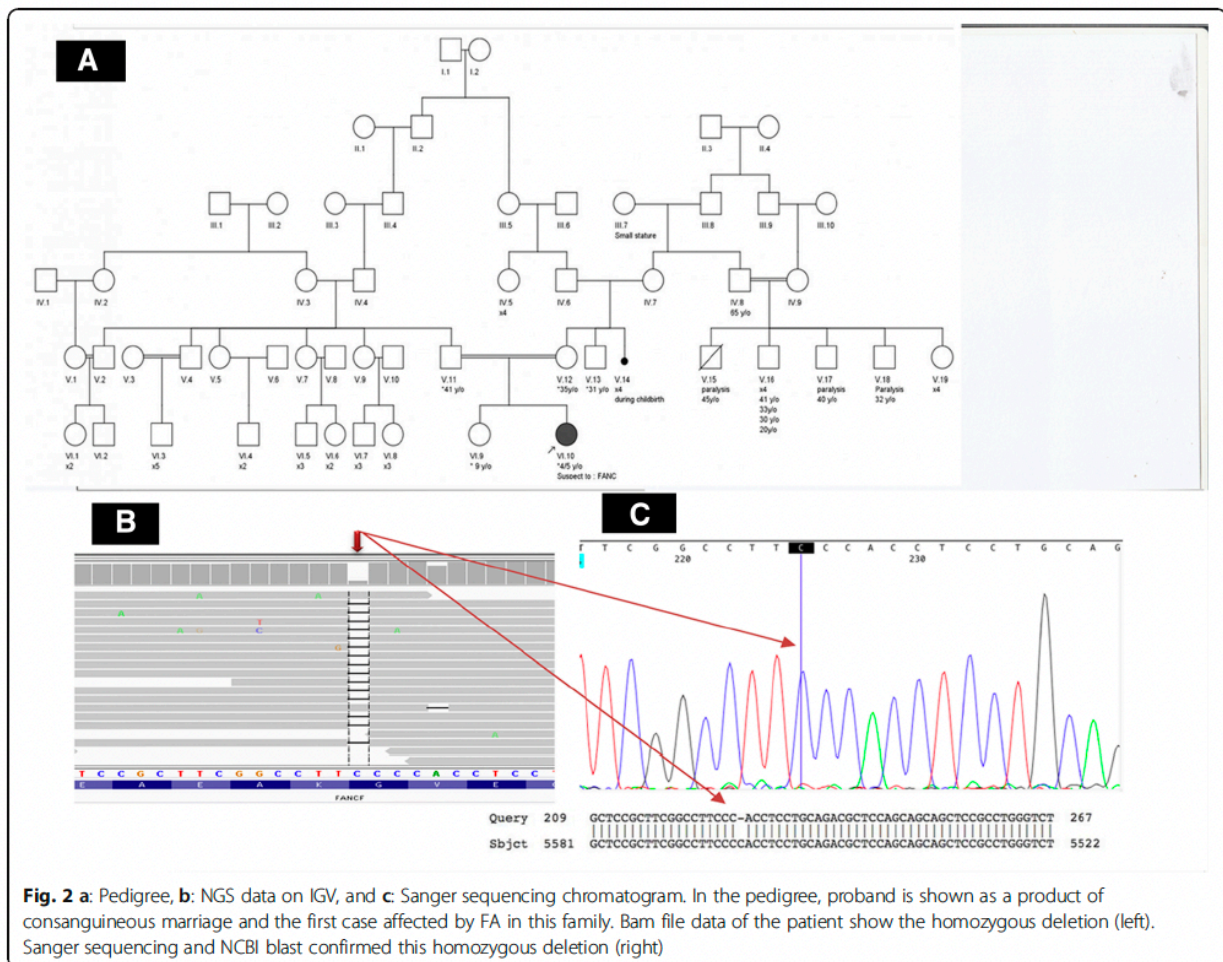 A
I.1 I.2
II.1 II.2 II.3 II.4
III.1 III.2 III.3 III.4 III.5 III.6 III.7 III.8 III.9 III.10
Small stature
IV.1 IV.2 IV.3 IV.4 IV.5 IV.6 IV.7 IV.8 IV.9
x4 65 y/o
V.1 V.2 V.3 V.4 V.5 V.6 V.7 V.8 V.9 V.10 V.11 V.12 V.13 V.14 V.15 V.16 V.17 V.18 V.19
*41 y/o *35y/o *31 y/o x4 paralysis x4 paralysis Paralysis x4
during childbirth 45y/o 41 y/o 40 y/o 32 y/o
33y/o
30 y/o
20y/o
VI.1 VI.2 VI.3 VI.4 VI.5 VI.6 VI.7 VI.8 VI.9 VI.10
x2 x5 x2 x3 x2 x3 x3 * 9 y/o *4/5 y/o
Suspect to : FANC
B
A A
A
T
A G C A
G
A
T C C G C T T C G G C C T T C C C C A C C T C C T
E A E A K G V E
FANCF
C
T T C G G C C T T C C C A C C T C C T G C A G
220 230
Query 209 GCTCCGCTTCGGCCTTCCC-ACCTCCTGCAGACGCTCCAGCAGCAGCTCCGCCTGGGTCT 267
Sbjct 5581 GCTCCGCTTCGGCCTTCCCCACCTCCTGCAGACGCTCCAGCAGCAGCTCCGCCTGGGTCT 5522
Fig. 2 a: Pedigree, b: NGS data on IGV, and c: Sanger sequencing chromatogram. In the pedigree, proband is shown as a product of
consanguineous marriage and the first case affected by FA in this family. Bam file data of the patient show the homozygous deletion (left).
Sanger sequencing and NCBI blast confirmed this homozygous deletion (right)